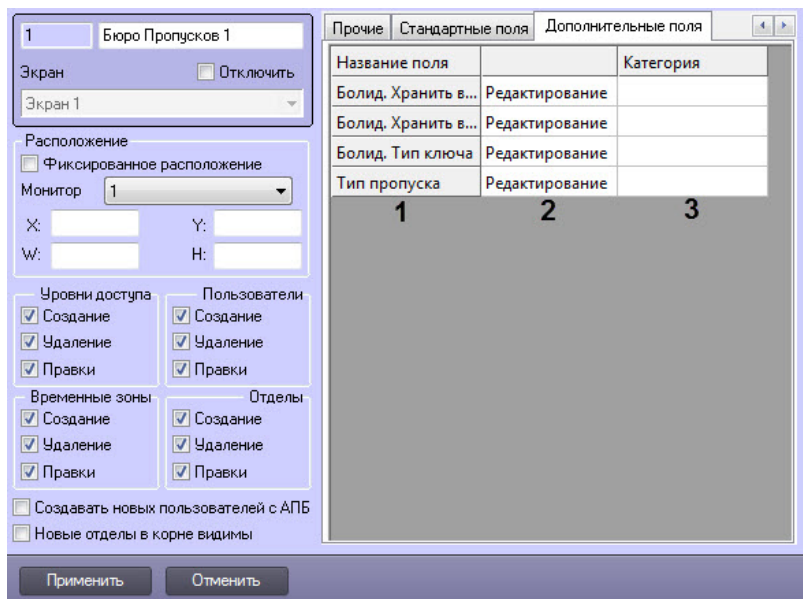 1 Бюро Пропусков 1
Экран Отключить
Экран 1
Расположение
Фиксированное расположение
Монитор 1
X: Y:
W: H:
Уровни доступа Пользователи
Создание Создание
Удаление Удаление
Правки Правки
Временные зоны Отделы
Создание Создание
Удаление Удаление
Правки Правки
Создавать новых пользователей с АПБ
Новые отделы в корне видимы
Прочие Стандартные поля Дополнительные поля
Название поля Категория
Болид. Хранить в... Редактирование
Болид. Хранить в... Редактирование
Болид. Тип ключа Редактирование
Тип пропуска Редактирование
1 2 3
Применить Отменить